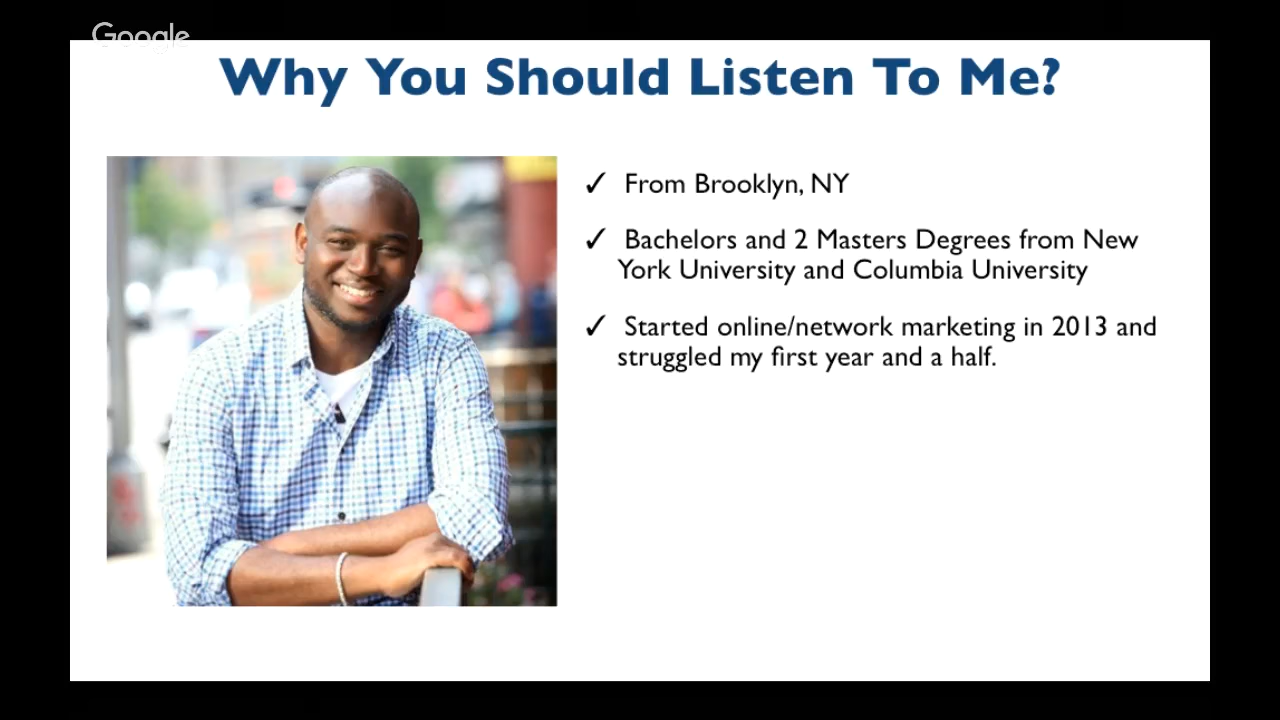 Google
Why You Should Listen To Me?
✓ From Brooklyn, NY
✓ Bachelors and 2 Masters Degrees from New
York University and Columbia University
✓ Started online/network marketing in 2013 and
struggled my first year and a half.